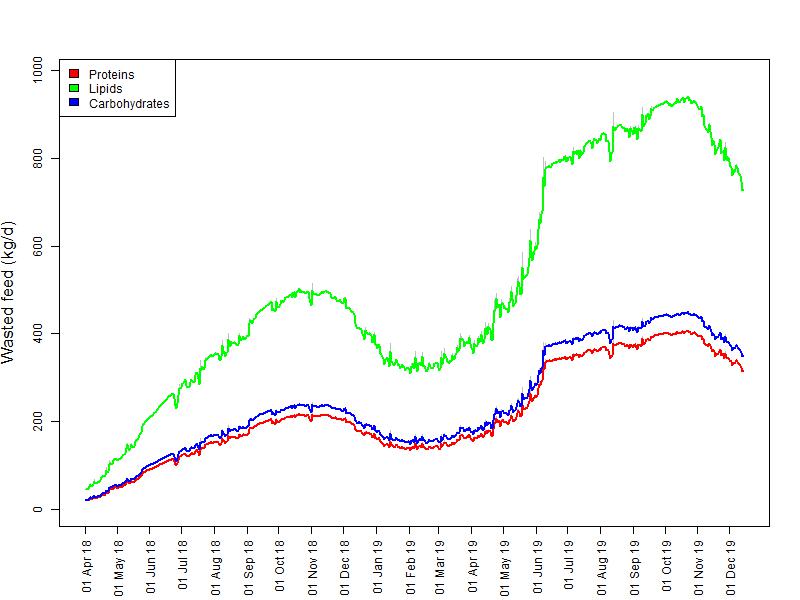 Proteins
Lipids
Carbohydrates
Wasted feed (kg/d)
1000
800
600
400
200
0
01 Apr 18
01 May 18
01 Jun 18
01 Jul 18
01 Aug 18
01 Sep 18
01 Oct 18
01 Nov 18
01 Dec 18
01 Jan 19
01 Feb 19
01 Mar 19
01 Apr 19
01 May 19
01 Jun 19
01 Jul 19
01 Aug 19
01 Sep 19
01 Oct 19
01 Nov 19
01 Dec 19